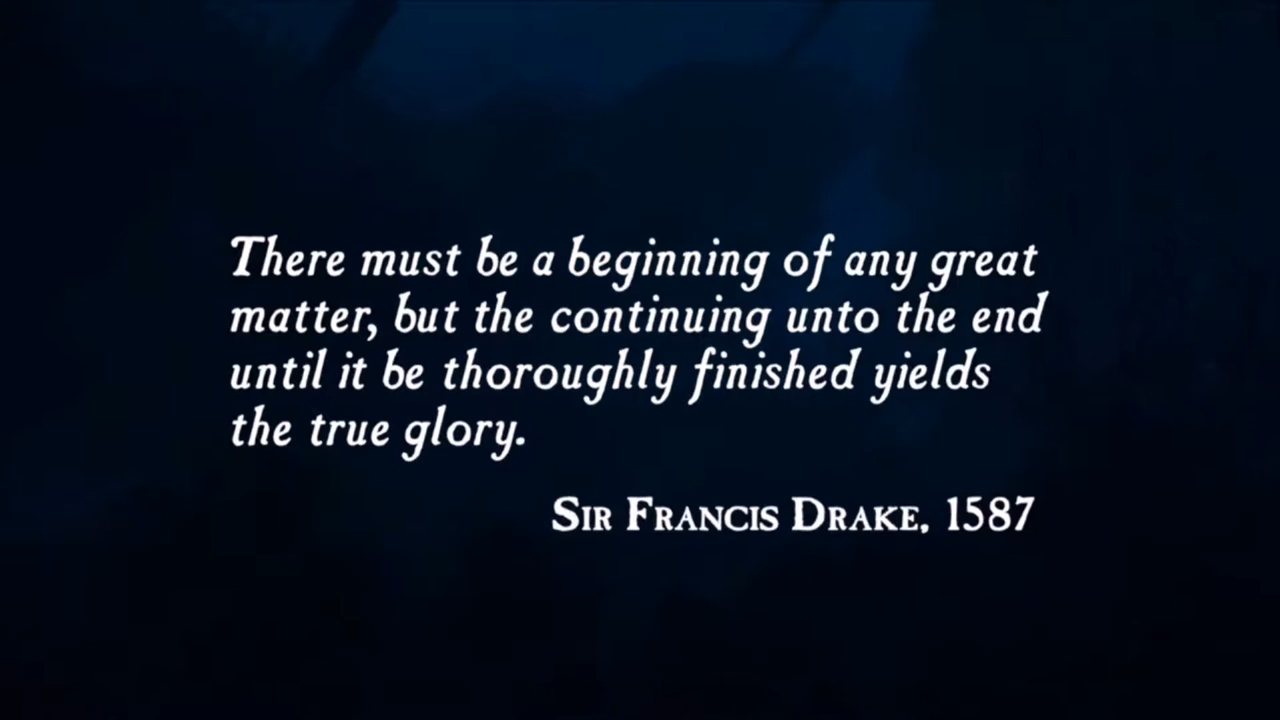 There must be a beginning of any great
matter, but the continuing unto the end
until it be thoroughly finished yields
the true glory.
Sir Francis Drake, 1587